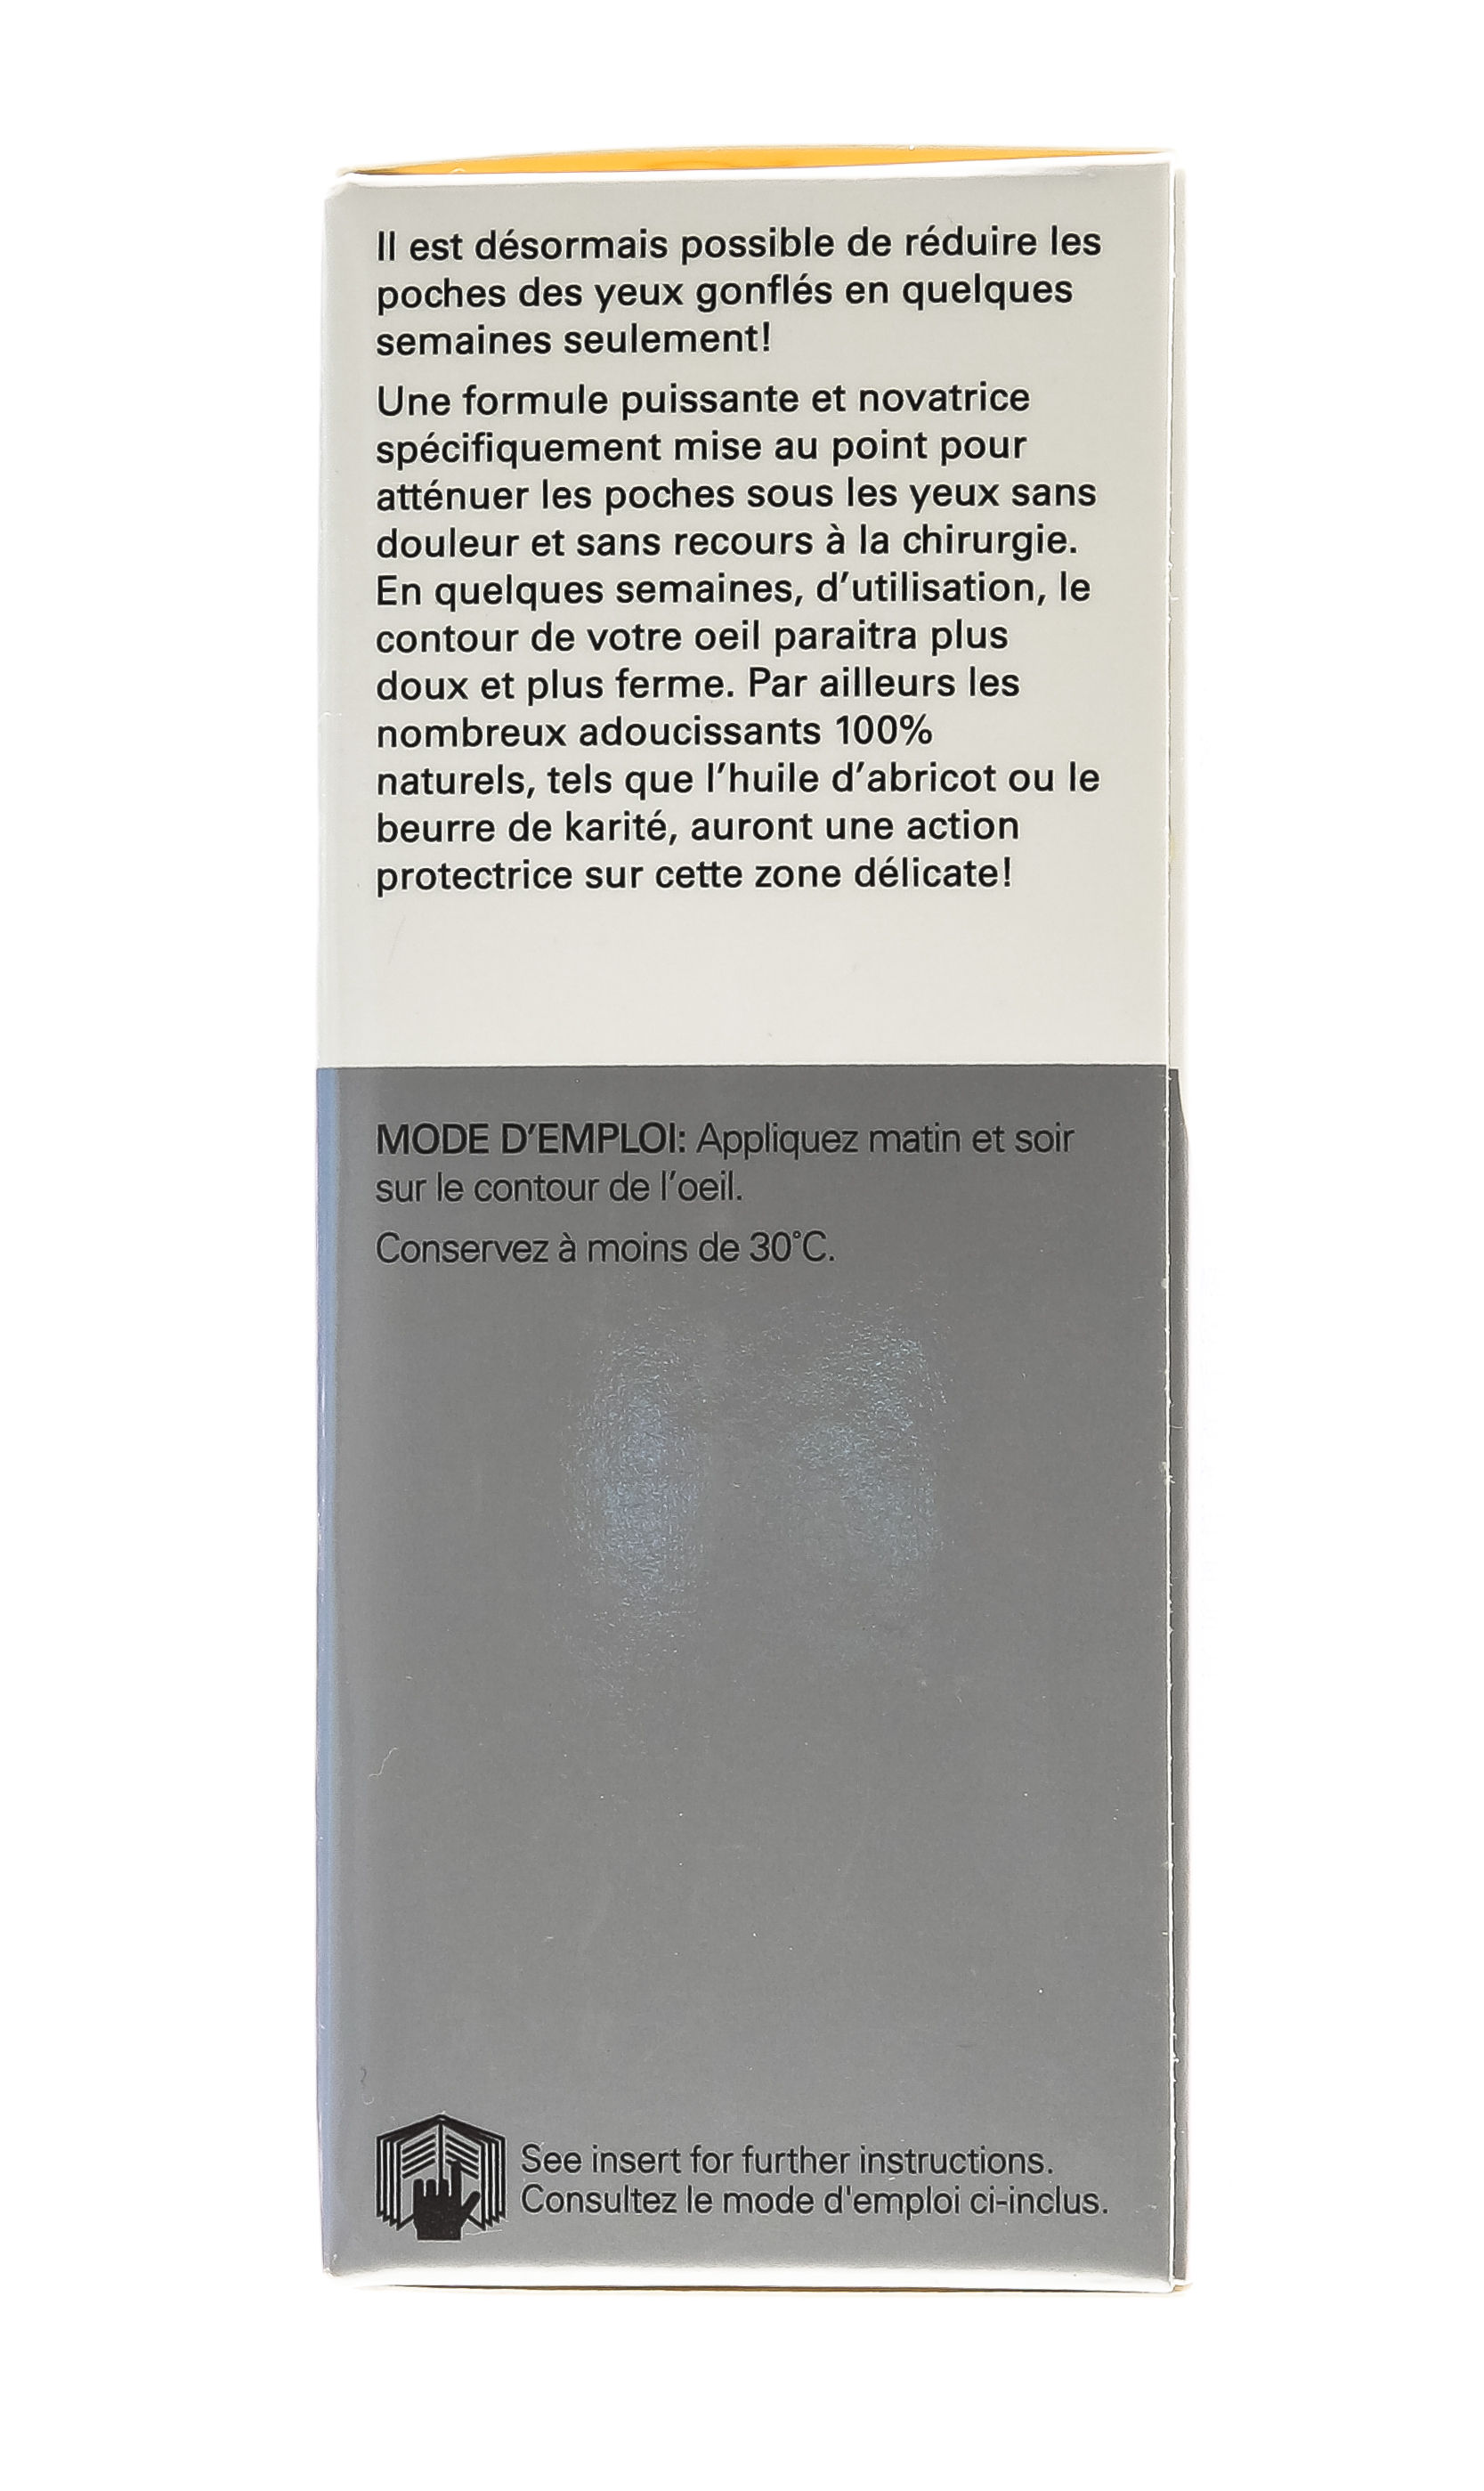 Il est désormais possible de réduire les
poches des yeux gonflés en quelques
semaines seulement!
Une formule puissante et novatrice
spécifiquement mise au point pour
atténuer les poches sous les yeux sans
douleur et sans recours à la chirurgie.
En quelques semaines, d'utilisation, le
contour de votre oeil paraitra plus
doux et plus ferme. Par ailleurs les
nombreux adoucissants 100%
naturels, tels que l'huile d'abricot ou le
beurre de karité, auront une action
protectrice sur cette zone délicate!
MODE D'EMPLOI: Appliquez matin et soir
sur le contour de l'oeil.
Conservez à moins de 30°C.
See insert for further instructions.
Consultez le mode d'emploi ci-inclus.